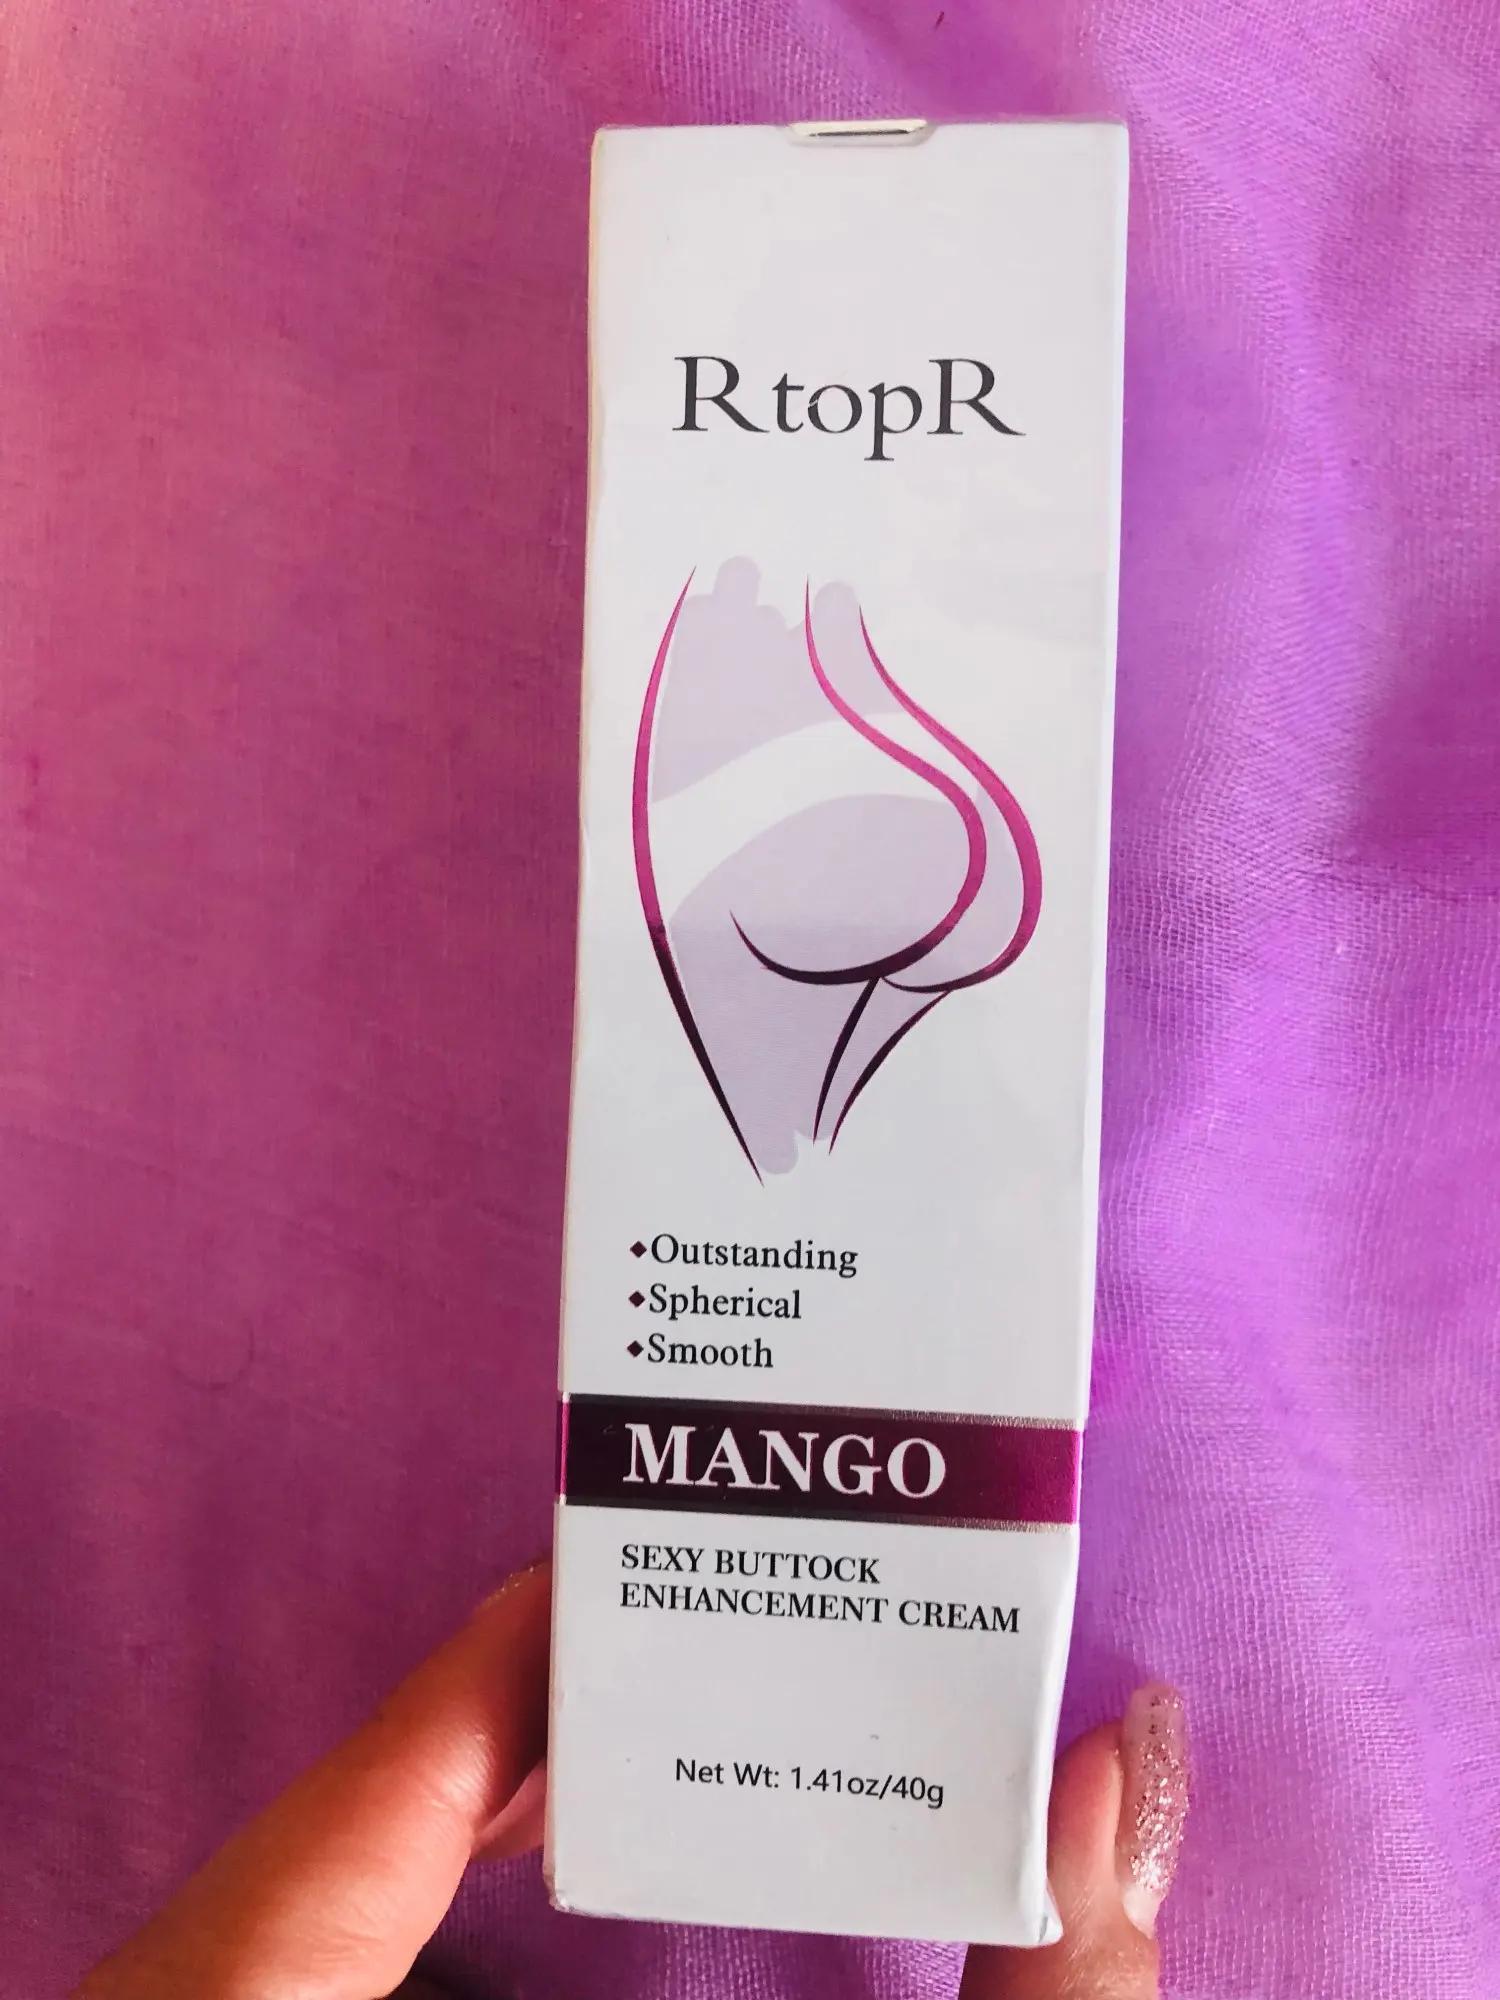 RtopR
◆Outstanding
◆Spherical
◆Smooth
MANGO
SEXY BUTTOCK
ENHANCEMENT CREAM
Net Wt: 1.41oz/40g